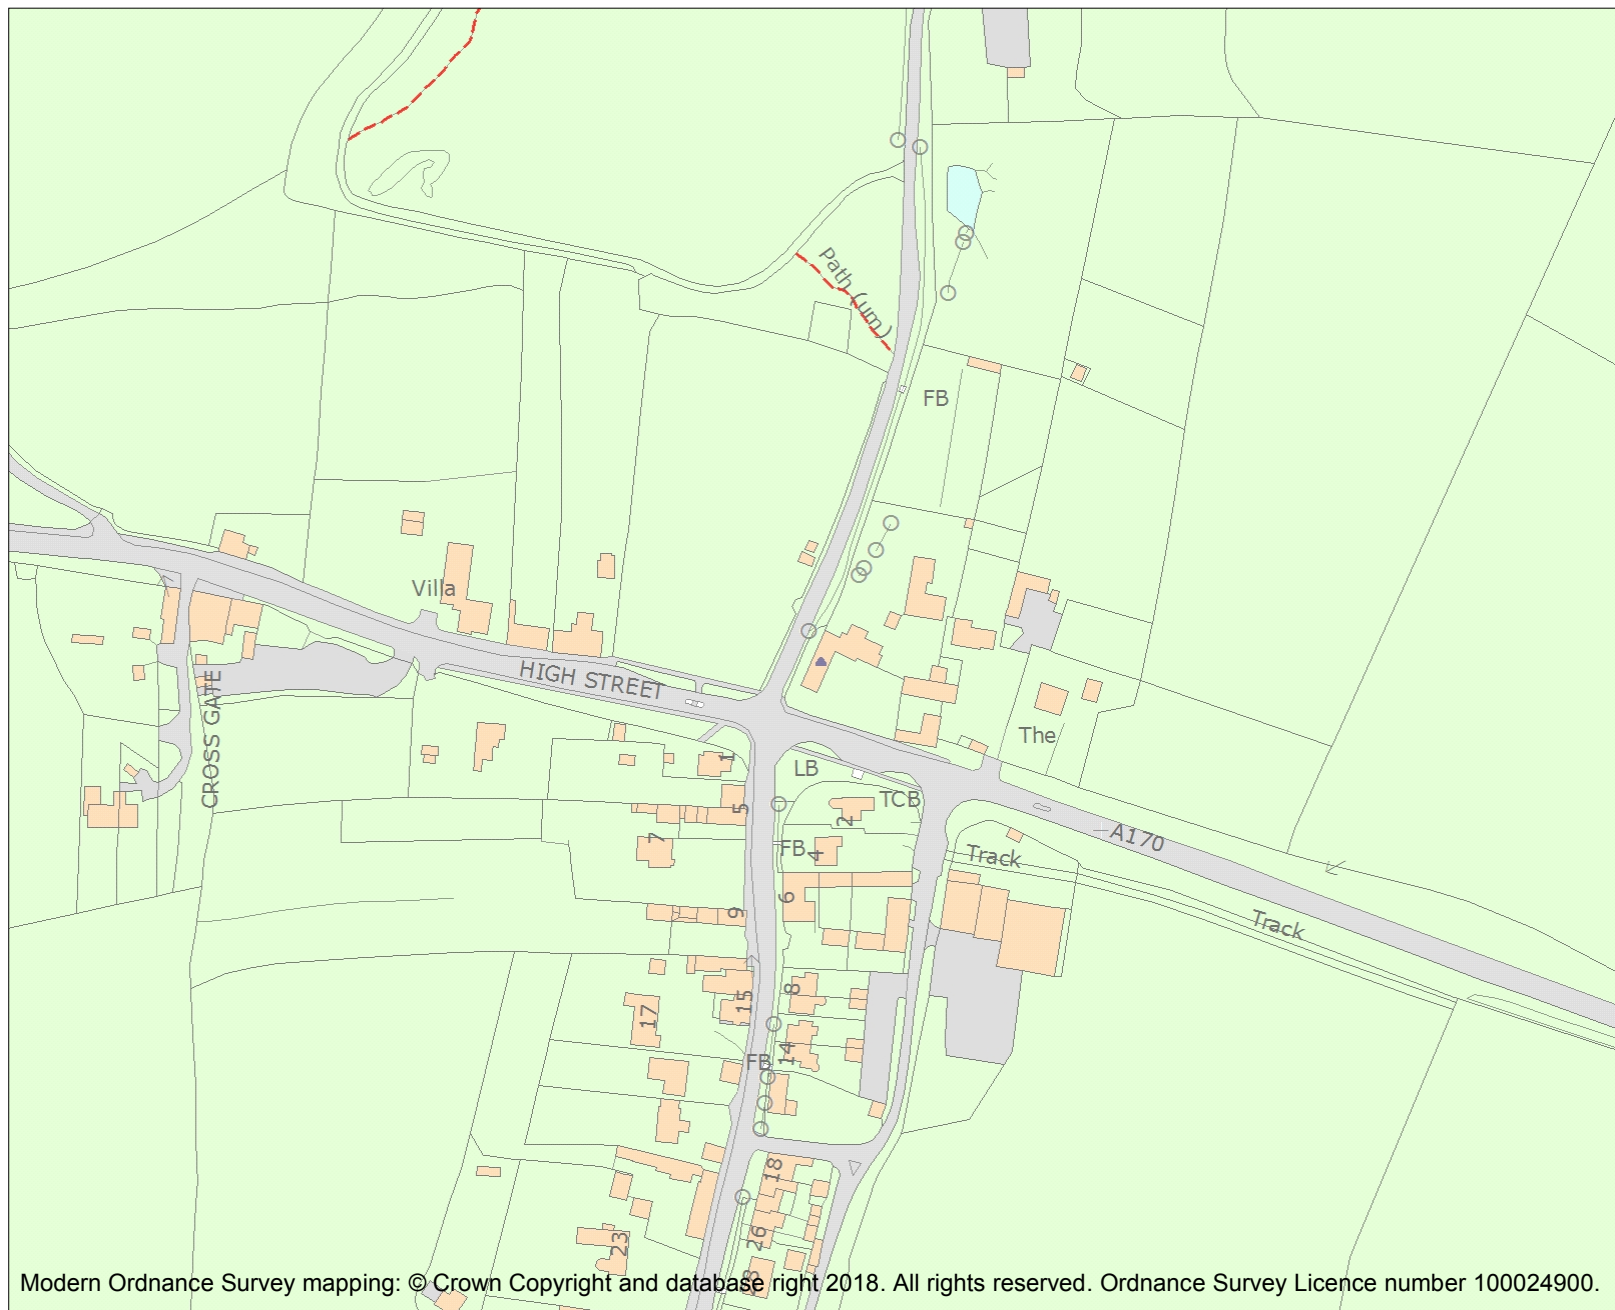 Path (um)
FB
Villa
HIGH STREET
CROSS GATE
The
1
LB
TCB
5
2
A170
7
FB
4
Track
6
9
Track
8
15
17
14
FB
18
26
23
Modern Ordnance Survey mapping: © Crown Copyright and database right 2018. All rights reserved. Ordnance Survey Licence number 100024900.